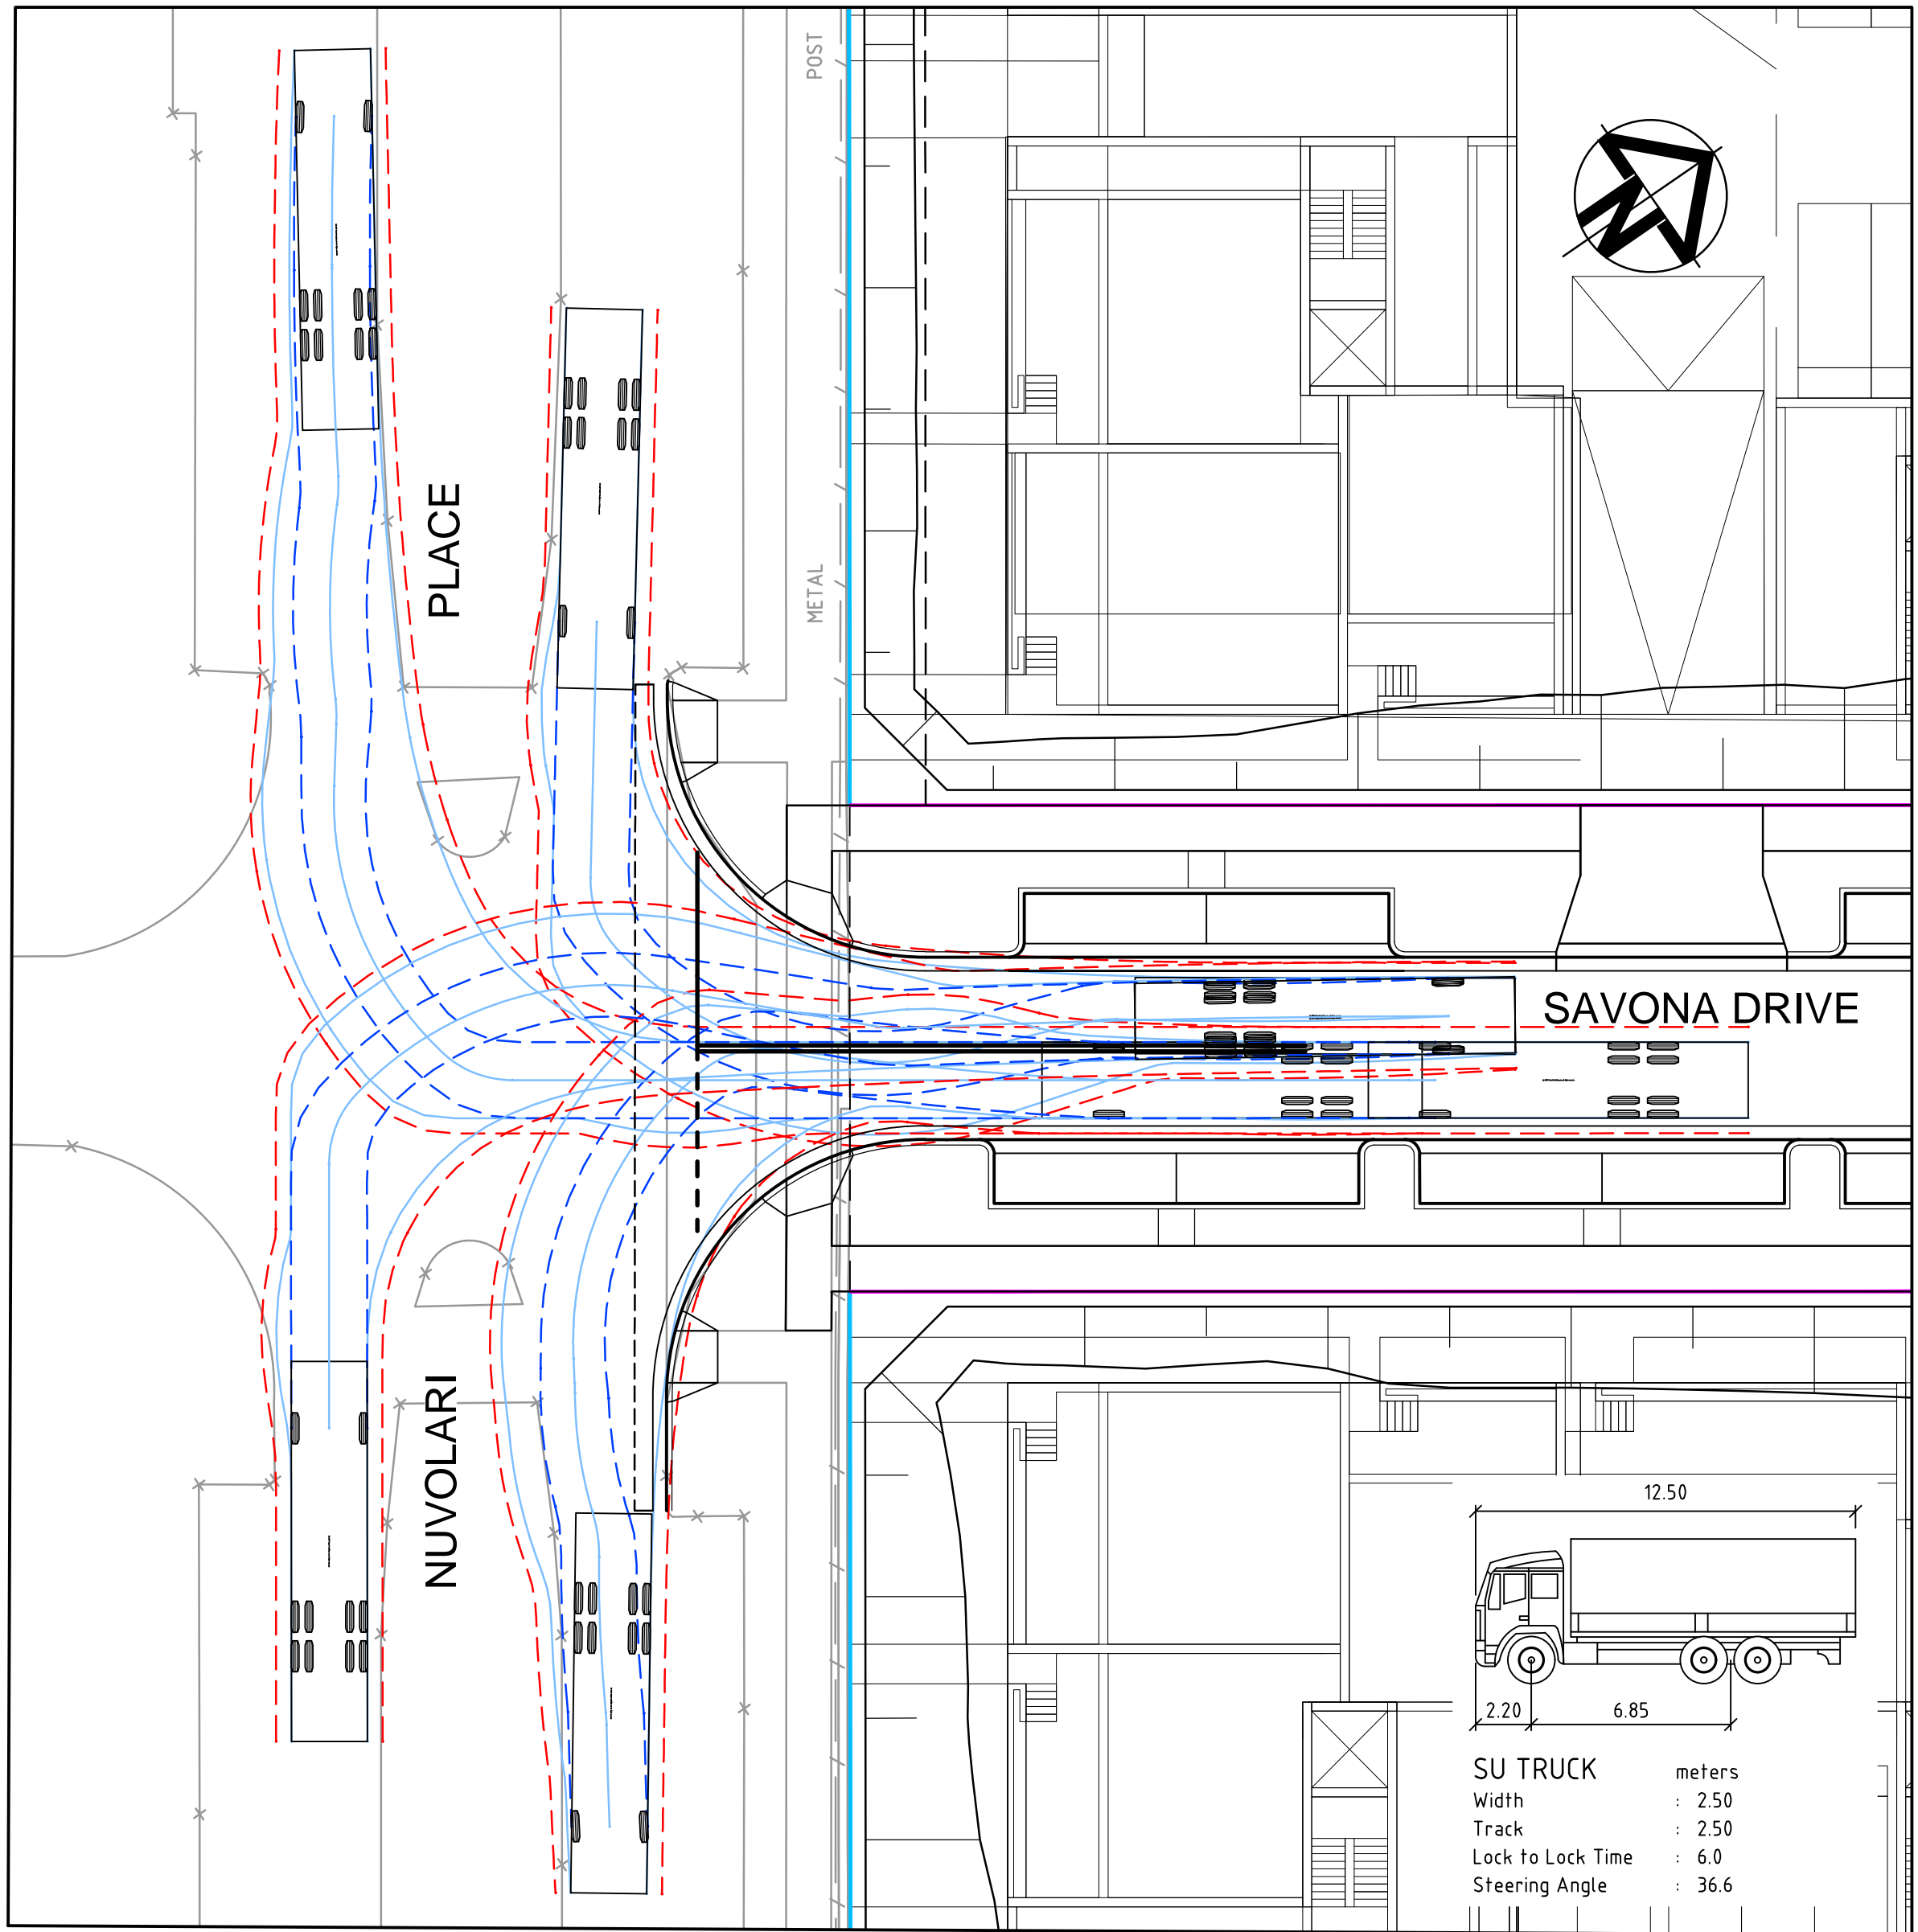 POST
N
PLACE
METAL
SAVONA DRIVE
NUVOLARI
12.50
2.20
6.85
SU TRUCK meters
Width : 2.50
Track : 2.50
Lock to Lock Time : 6.0
Steering Angle : 36.6